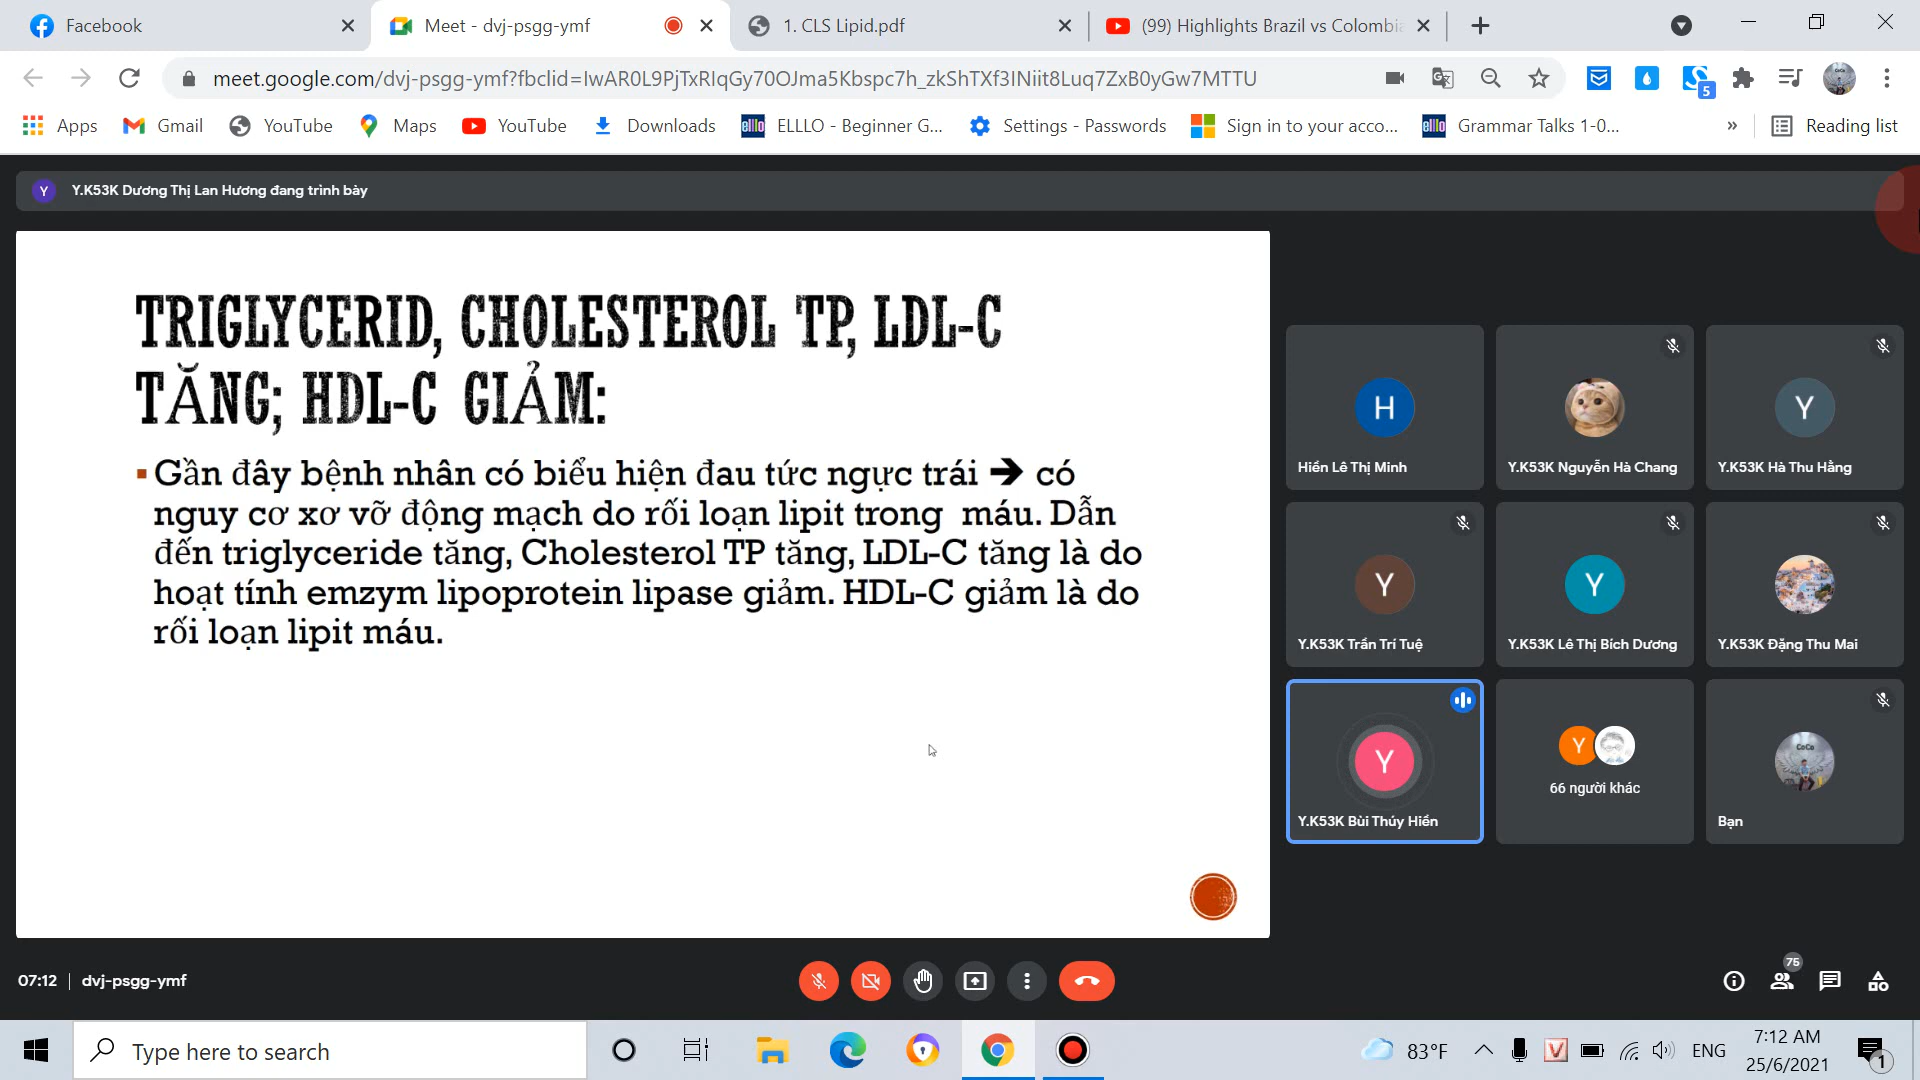 Facebook
Meet - dvj-psgg-ymf
1. CLS Lipid.pdf
(99) Highlights Brazil vs Colombia
meet.google.com/dvj-psgg-ymf?fbclid=IwAR0L9PjTxRIqGy70OJma5Kbspc7h_zkShTXf3INiit8Luq7ZxB0yGw7MTTU
5
Apps
Gmail
YouTube
Maps
YouTube
Downloads
elllo
ELLLO - Beginner G...
Settings - Passwords
Sign in to your acco...
elllo
Grammar Talks 1-0...
»
Reading list
Y
Y.K53K Dương Thị Lan Hương đang trình bày
TRIGLYCERID, CHOLESTEROL TP, LDL-C
TĂNG; HDL-C GIẢM:
Gần đây bệnh nhân có biểu hiện đau tức ngực trái ➔ có
nguy cơ xơ vỡ động mạch do rối loạn lipit trong máu. Dẫn
đến triglyceride tăng, Cholesterol TP tăng, LDL-C tăng là do
hoạt tính emzym lipoprotein lipase giảm. HDL-C giảm là do
rối loạn lipit máu.
H
Hiền Lê Thị Minh
Y.K53K Nguyễn Hà Chang
Y
Y.K53K Hà Thu Hằng
Y
Y.K53K Trần Trí Tuệ
Y
Y.K53K Lê Thị Bích Dương
Y.K53K Đặng Thu Mai
Y
Y.K53K Bùi Thúy Hiền
Y
66 người khác
CoCo
Bạn
07:12 | dvj-psgg-ymf
75
Type here to search
83°F
V
ENG
7:12 AM
25/6/2021
1